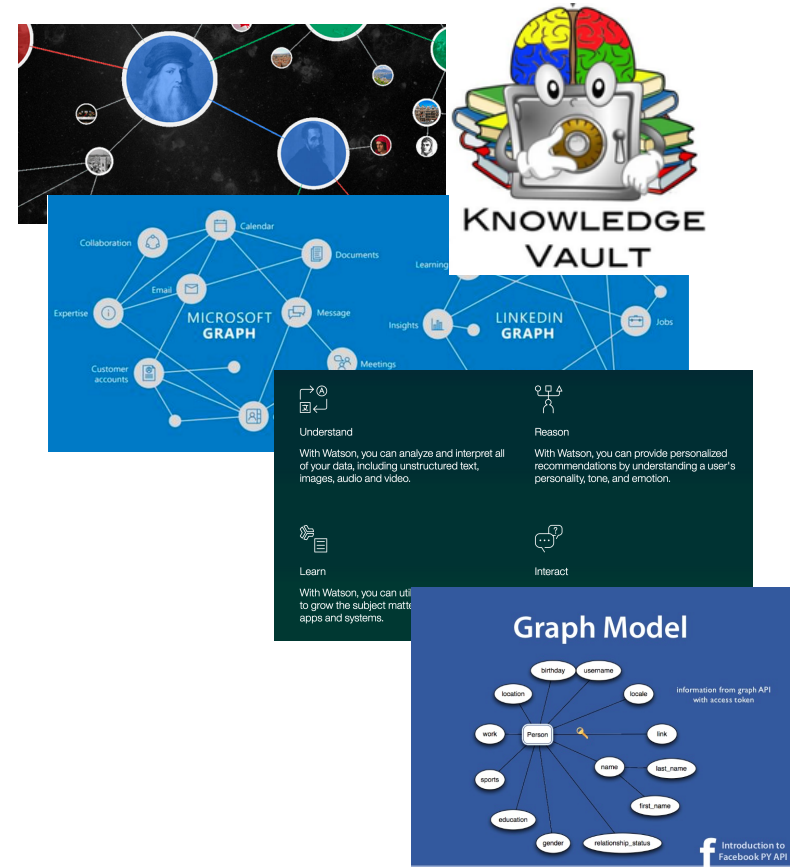 KNOWLEDGE
VAULT
Collaboration
Calendar
Documents
Email
Expertise
MICROSOFT
GRAPH
Message
Meetings
Customer
accounts
Learning
Insights
LINKEDIN
GRAPH
Jobs
Understand
With Watson, you can analyze and interpret all
of your data, including unstructured text,
images, audio and video.
Reason
With Watson, you can provide personalized
recommendations by understanding a user's
personality, tone, and emotion.
Learn
With Watson, you can
to grow the subject
apps and systems.
Interact
Graph Model
birthday
username
location
locale
information from graph API
with access token
work
Person
link
name
last_name
sports
first_name
education
gender
relationship_status
Introduction to
Facebook PY API